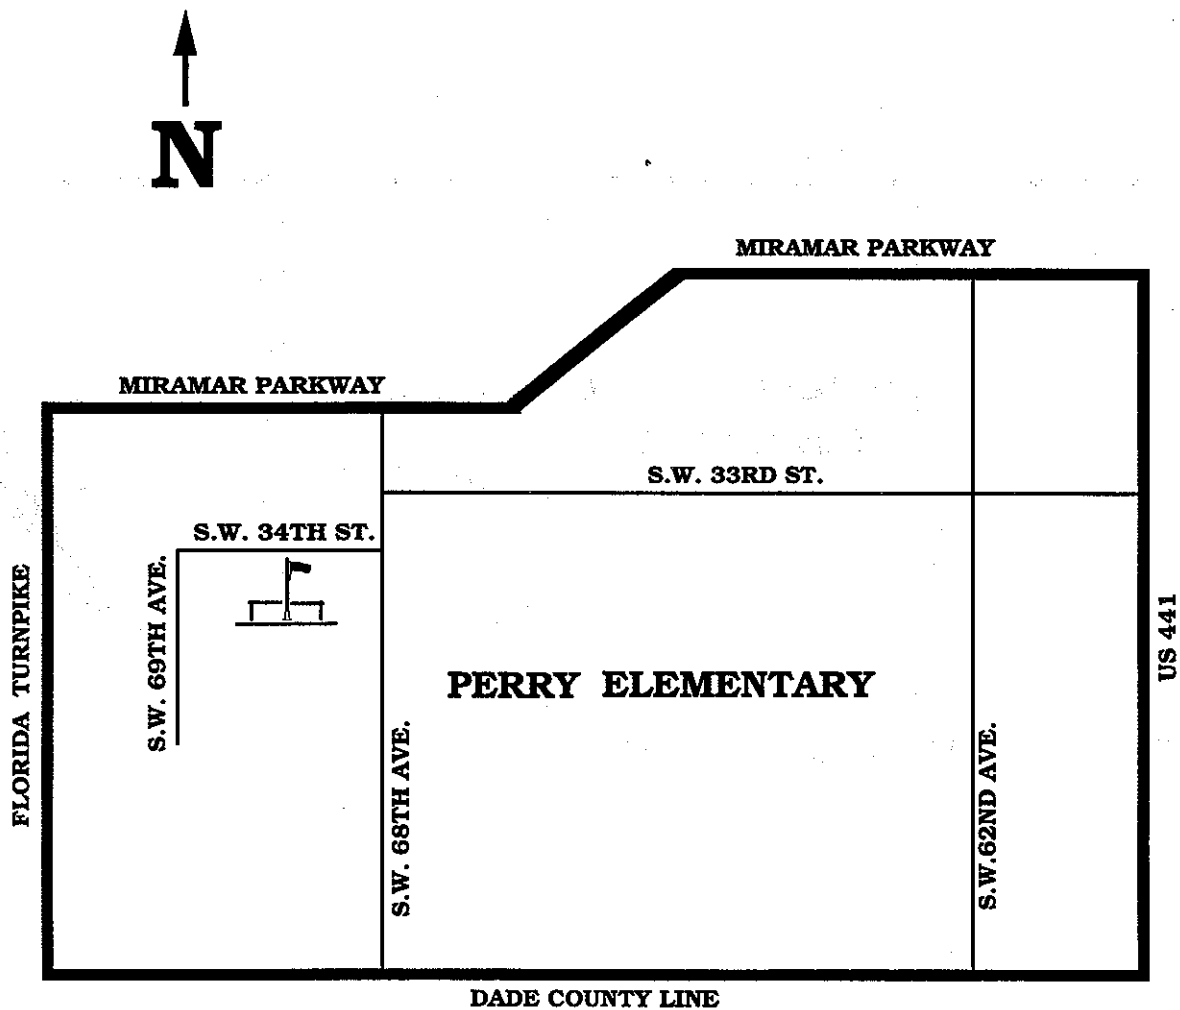 N
MIRAMAR PARKWAY
MIRAMAR PARKWAY
S.W. 33RD ST.
S.W. 34TH ST.
S.W. 69TH AVE.
FLORIDA TURNPIKE
US 441
PERRY ELEMENTARY
S.W. 68TH AVE.
S.W.62ND AVE.
DADE COUNTY LINE